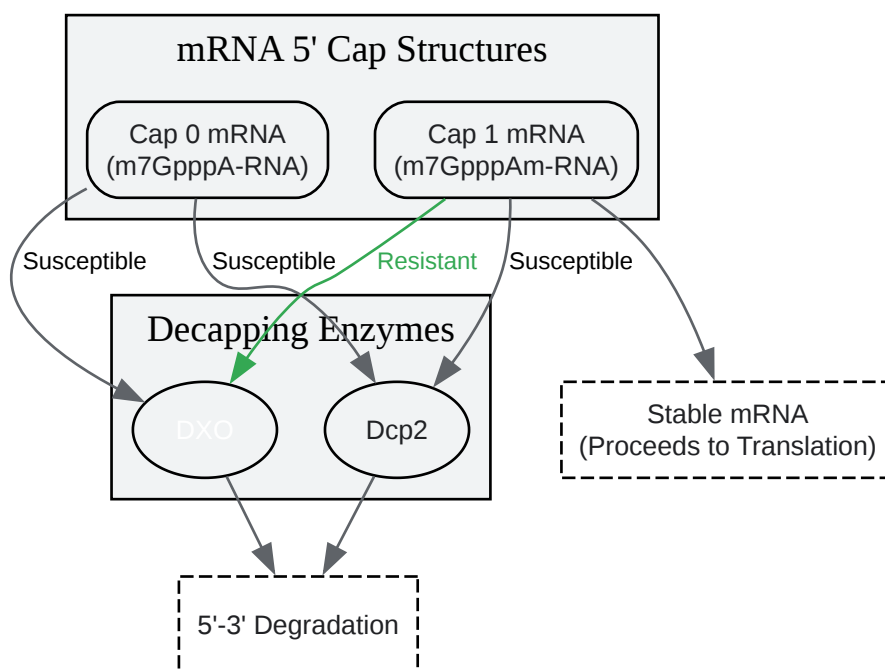 mRNA 5' Cap Structures
Cap 0 mRNA
(m7GpppA-RNA)
Cap 1 mRNA
(m7GpppAm-RNA)
Susceptible
Susceptible
Resistant
Susceptible
Decapping Enzymes
DXO
Dcp2
Stable mRNA
(Proceeds to Translation)
5'-3' Degradation